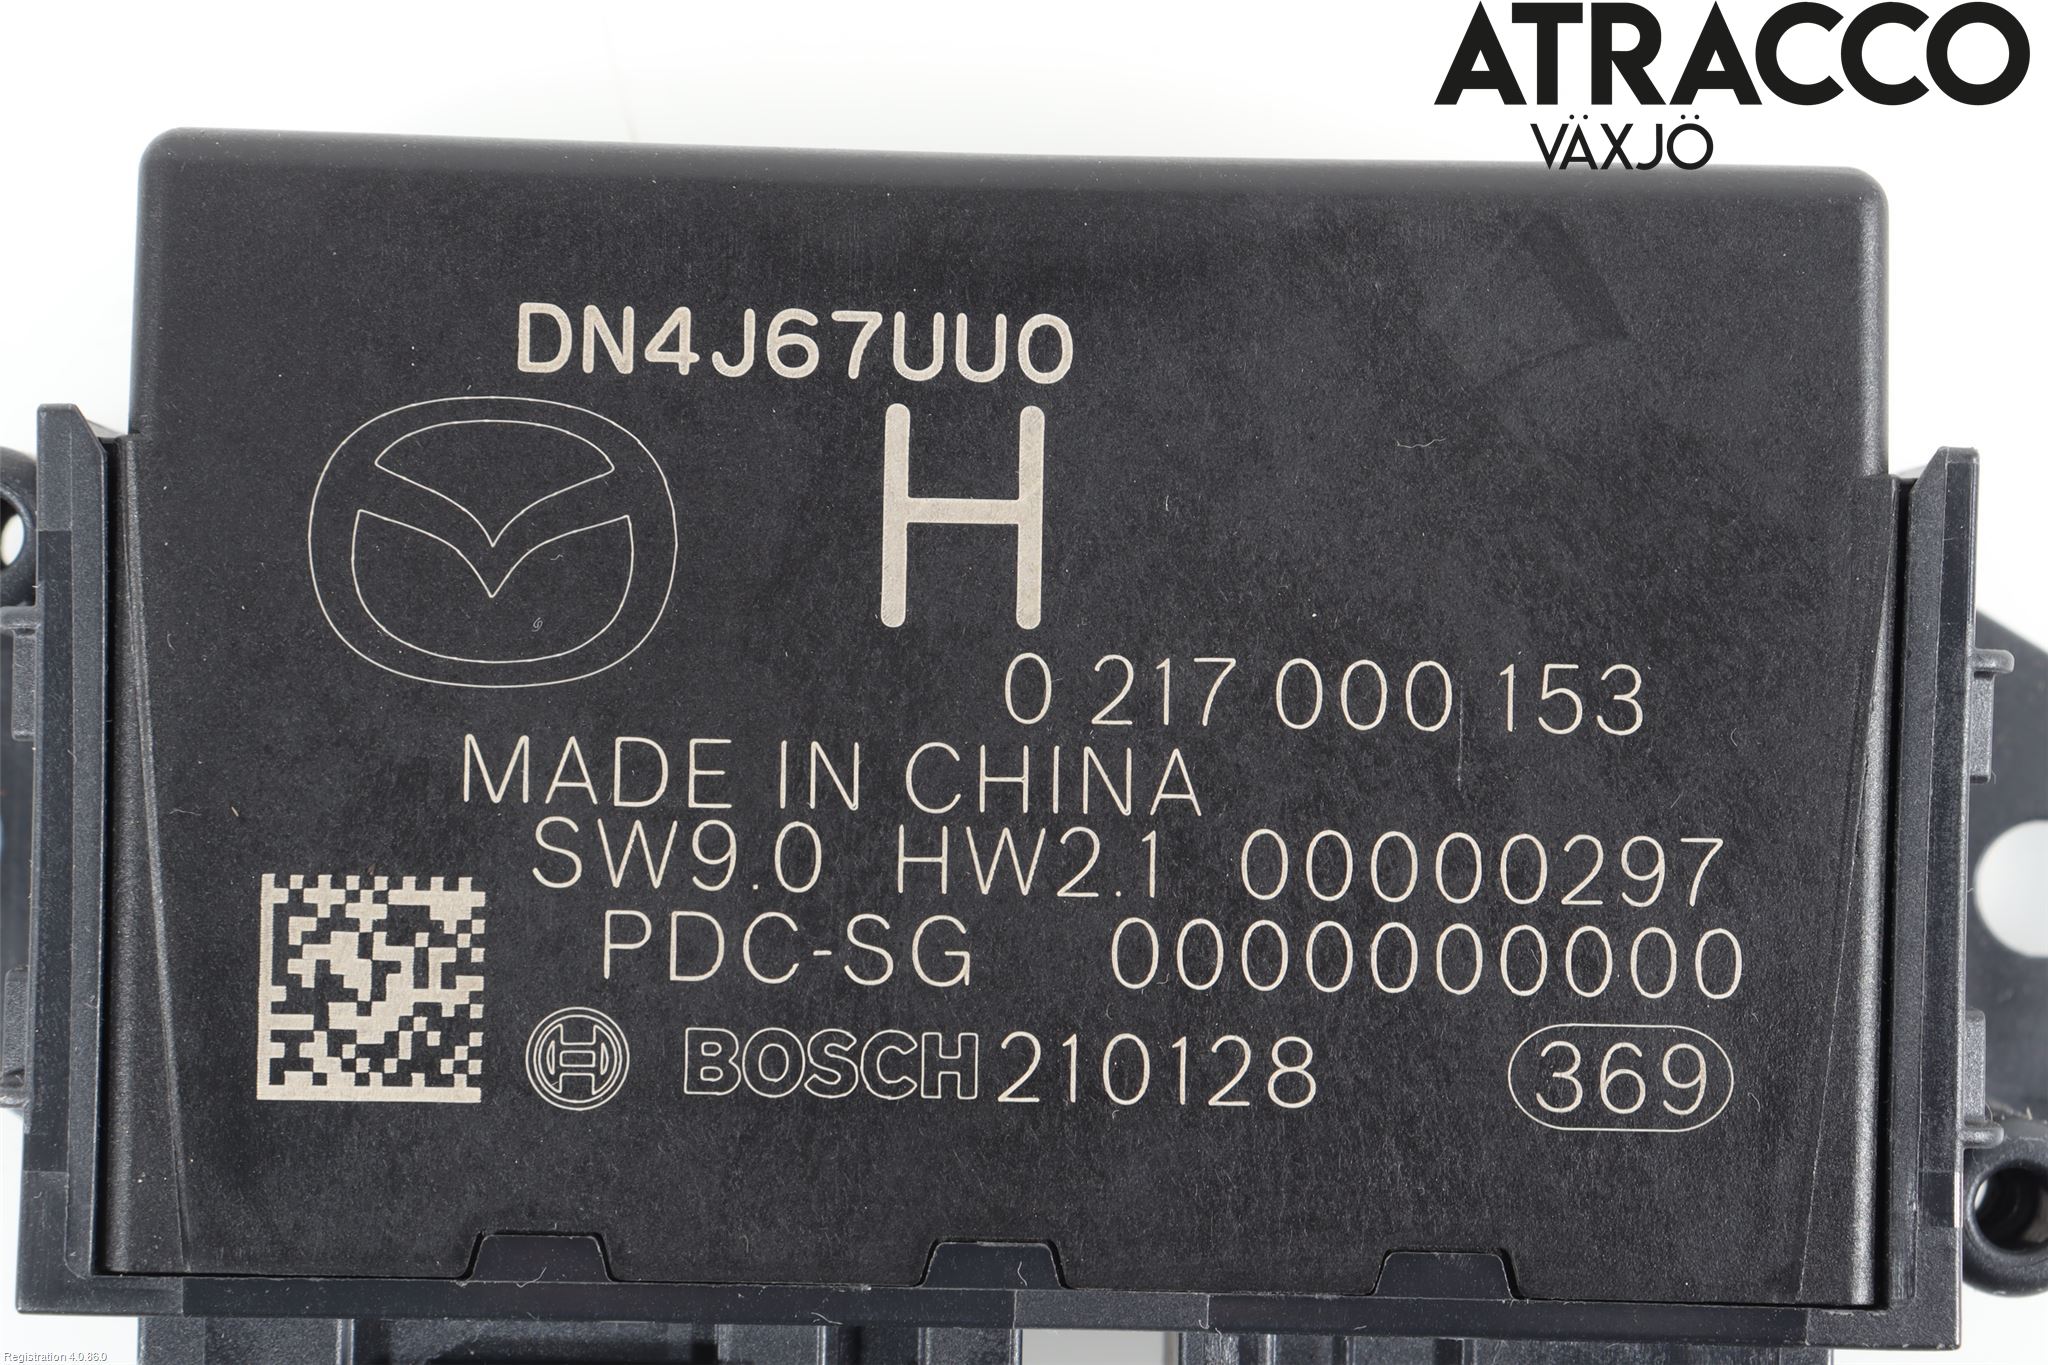 ATRACCO
VÄXJÖ
DN4J67UU0
H
0 217 000 153
MADE IN CHINA
SW9.0 HW2.1 00000297
PDC-SG 0000000000
BOSCH 210128 369
Registration 4.0.86.0